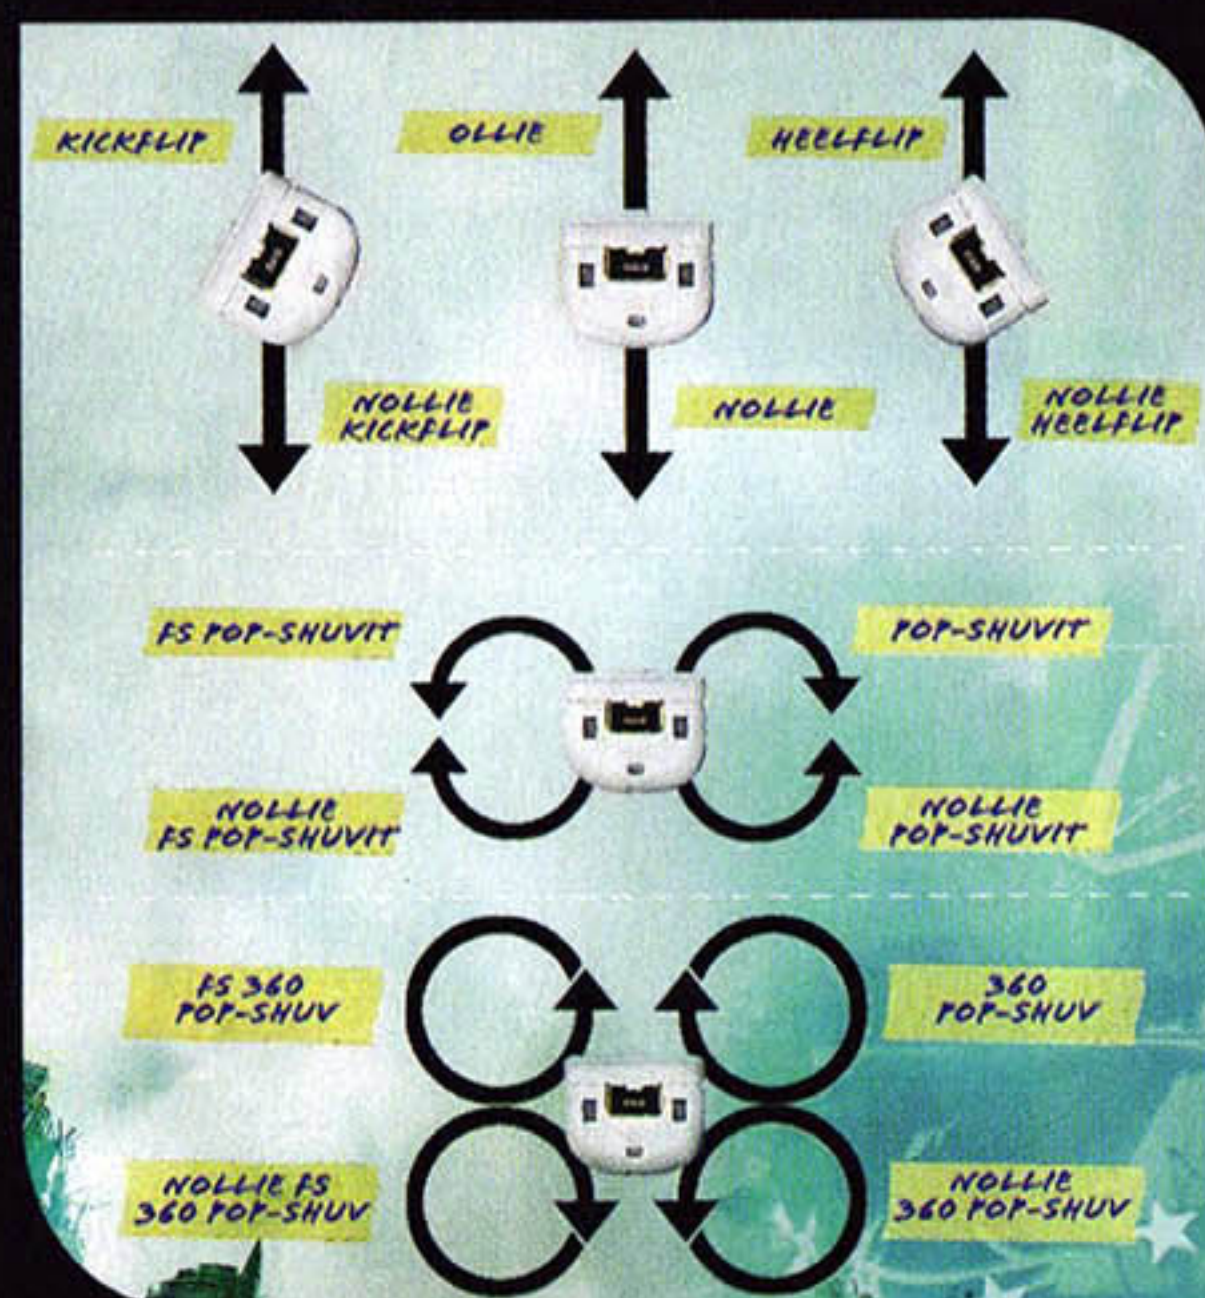 KICKFLIP
OLLIE
HEELFLIP
NOLLIE
KICKFLIP
NOLLIE
NOLLIE
HEELFLIP
FS POP-SHUVIT
POP-SHUVIT
NOLLIE
FS POP-SHUVIT
NOLLIE
POP-SHUVIT
FS 360
POP-SHUV
360
POP-SHUV
NOLLIE FS
360 POP-SHUV
NOLLIE
360 POP-SHUV